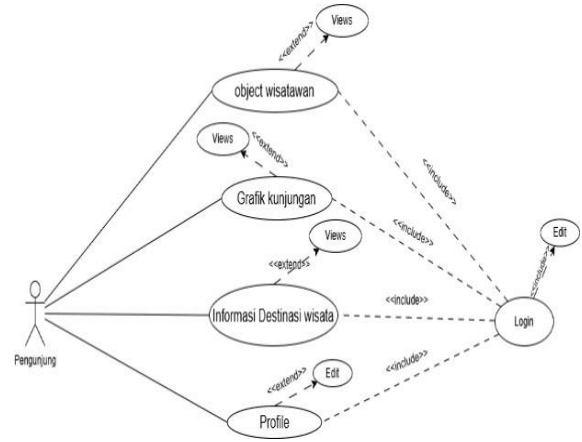 Views
<<extend>>
object wisatawan
Views
<<extend>>
<<include>>
Grafik kunjungan
Views
<<include>>
Edit
<<extend>>
<<include>>
Informasi Destinasi wisata
<<include>>
Login
Pengunjung
<<extend>>
Edit
<<include>>
Profile